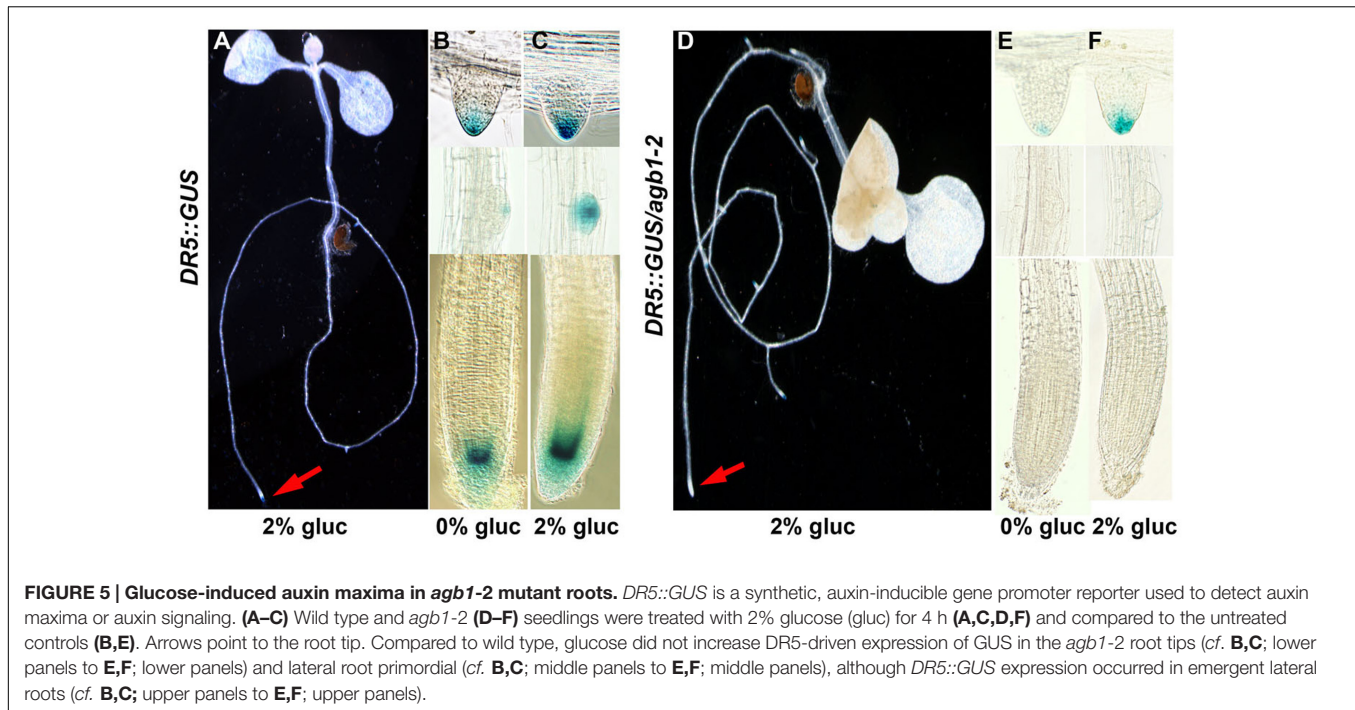 A
B
C
D
E
F
DR5::GUS
DR5::GUS/agb1-2
2% gluc
0% gluc
2% gluc
2% gluc
0% gluc
2% gluc
FIGURE 5 | Glucose-induced auxin maxima in agb1-2 mutant roots. DR5::GUS is a synthetic, auxin-inducible gene promoter reporter used to detect auxin
maxima or auxin signaling. (A–C) Wild type and agb1-2 (D–F) seedlings were treated with 2% glucose (gluc) for 4 h (A,C,D,F) and compared to the untreated
controls (B,E). Arrows point to the root tip. Compared to wild type, glucose did not increase DR5-driven expression of GUS in the agb1-2 root tips (cf. B,C; lower
panels to E,F; lower panels) and lateral root primordial (cf. B,C; middle panels to E,F; middle panels), although DR5::GUS expression occurred in emergent lateral
roots (cf. B,C; upper panels to E,F; upper panels).